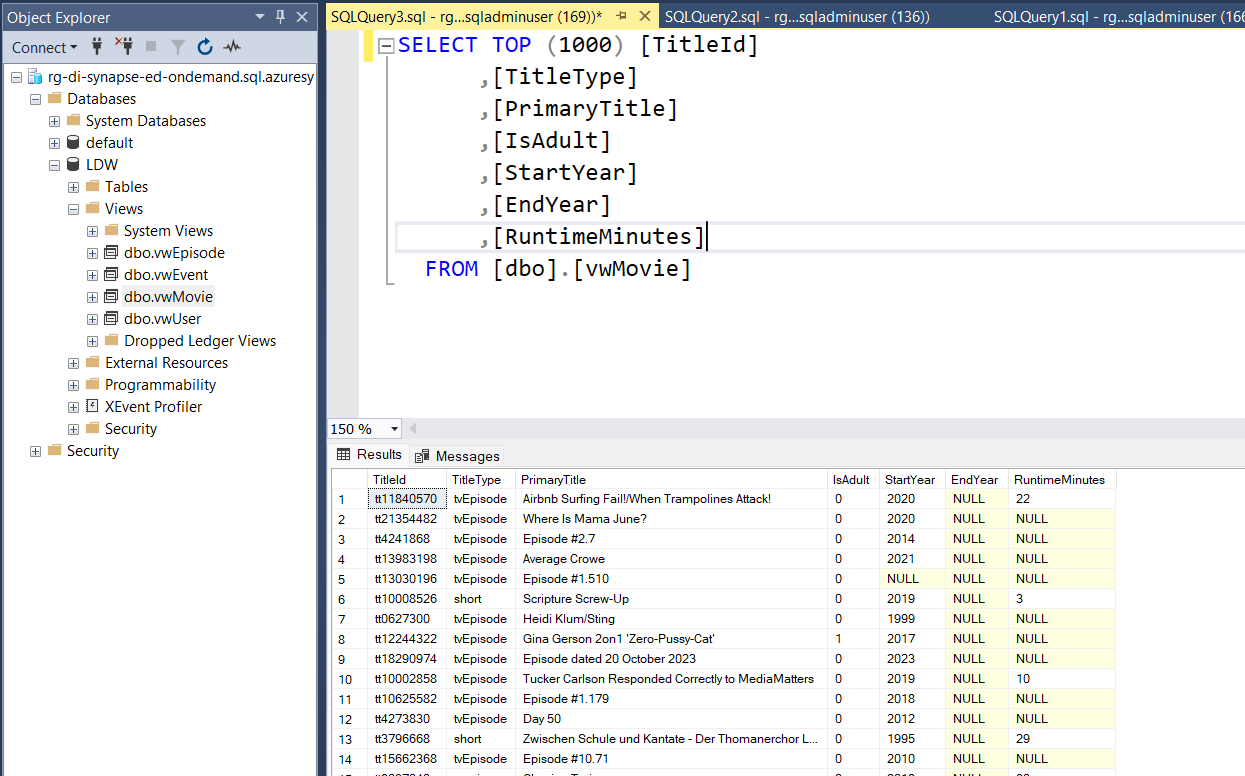 Object Explorer
Connect
rg-di-synapse-ed-ondemand.sql.azuresy
Databases
System Databases
default
LDW
Tables
Views
System Views
dbo.vwEpisode
dbo.vwEvent
dbo.vwMovie
dbo.vwUser
Dropped Ledger Views
External Resources
Programmability
XEvent Profiler
Security
Security
SQLQuery3.sql - rg...sqladminuser (169))* SQLQuery2.sql - rg...sqladminuser (136)) SQLQuery1.sql - rg...sqladminuser (166
SELECT TOP (1000) [TitleId]
,[TitleType]
,[PrimaryTitle]
,[IsAdult]
,[StartYear]
,[EndYear]
,[RuntimeMinutes]
FROM [dbo].[vwMovie]
150 %
Results Messages
TitleId TitleType PrimaryTitle IsAdult StartYear EndYear RuntimeMinutes
1 tt11840570 tvEpisode Airbnb Surfing Fail!/When Trampolines Attack! 0 2020 NULL 22
2 tt21354482 tvEpisode Where Is Mama June? 0 2020 NULL NULL
3 tt4241868 tvEpisode Episode #2.7 0 2014 NULL NULL
4 tt13983198 tvEpisode Average Crowe 0 2021 NULL NULL
5 tt13030196 tvEpisode Episode #1.510 0 NULL NULL NULL
6 tt10008526 short Scripture Screw-Up 0 2019 NULL 3
7 tt0627300 tvEpisode Heidi Klum/Sting 0 1999 NULL NULL
8 tt12244322 tvEpisode Gina Gerson 2on1 'Zero-Pussy-Cat' 1 2017 NULL NULL
9 tt18290974 tvEpisode Episode dated 20 October 2023 0 2023 NULL NULL
10 tt10002858 tvEpisode Tucker Carlson Responded Correctly to MediaMatters 0 2019 NULL 10
11 tt10625582 tvEpisode Episode #1.179 0 2018 NULL NULL
12 tt4273830 tvEpisode Day 50 0 2012 NULL NULL
13 tt3796668 short Zwischen Schule und Kantate - Der Thomanerchor L... 0 1995 NULL 29
14 tt15662368 tvEpisode Episode #10.71 0 2010 NULL NULL